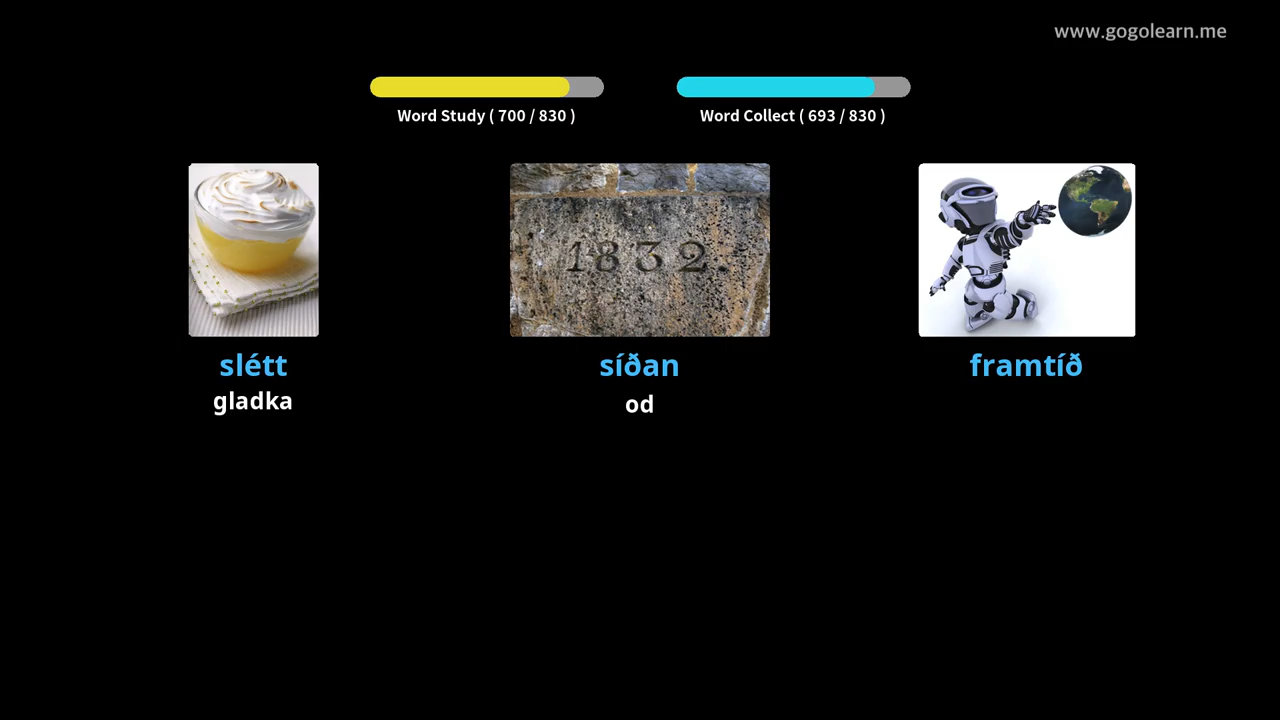 www.gogolearn.me
Word Study ( 700 / 830 )
Word Collect ( 693 / 830 )
1832.
slétt
síðan
framtíð
gladka
od